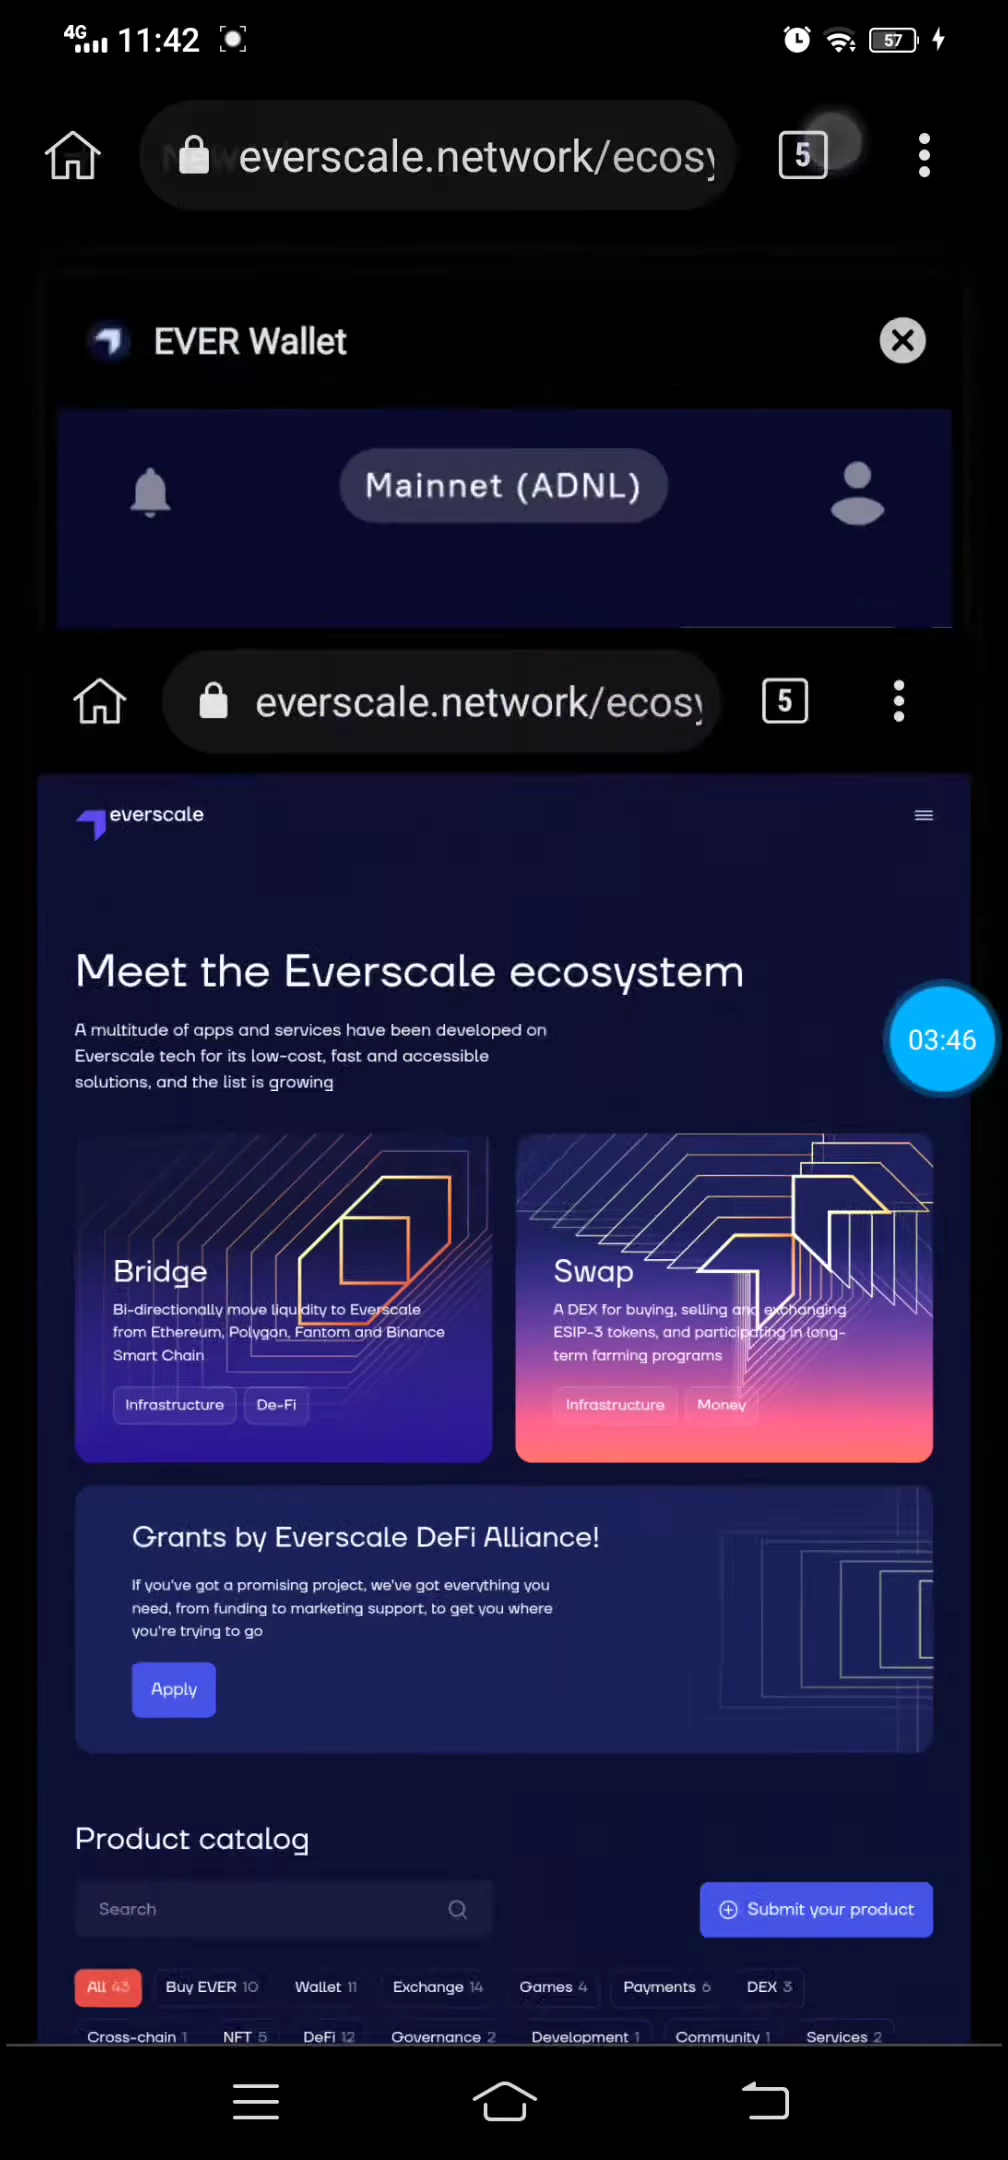 4G 11:42 57
everscale.network/ecosy 5
EVER Wallet
Mainnet (ADNL)
everscale.network/ecosy 5
everscale
Meet the Everscale ecosystem
A multitude of apps and services have been developed on
Everscale tech for its low-cost, fast and accessible
solutions, and the list is growing
03:46
Bridge
Bi-directionally move liquidity to Everscale
from Ethereum, Polygon, Fantom and Binance
Smart Chain
Infrastructure De-Fi
Swap
A DEX for buying, selling and exchanging
ESIP-3 tokens, and participating in long-
term farming programs
Infrastructure Money
Grants by Everscale DeFi Alliance!
If you've got a promising project, we've got everything you
need, from funding to marketing support, to get you where
you're trying to go
Apply
Product catalog
Search Submit your product
All 43 Buy EVER 10 Wallet 11 Exchange 14 Games 4 Payments 6 DEX 3
Cross-chain 1 NFT 5 DeFi 12 Governance 2 Development 1 Community 1 Services 2